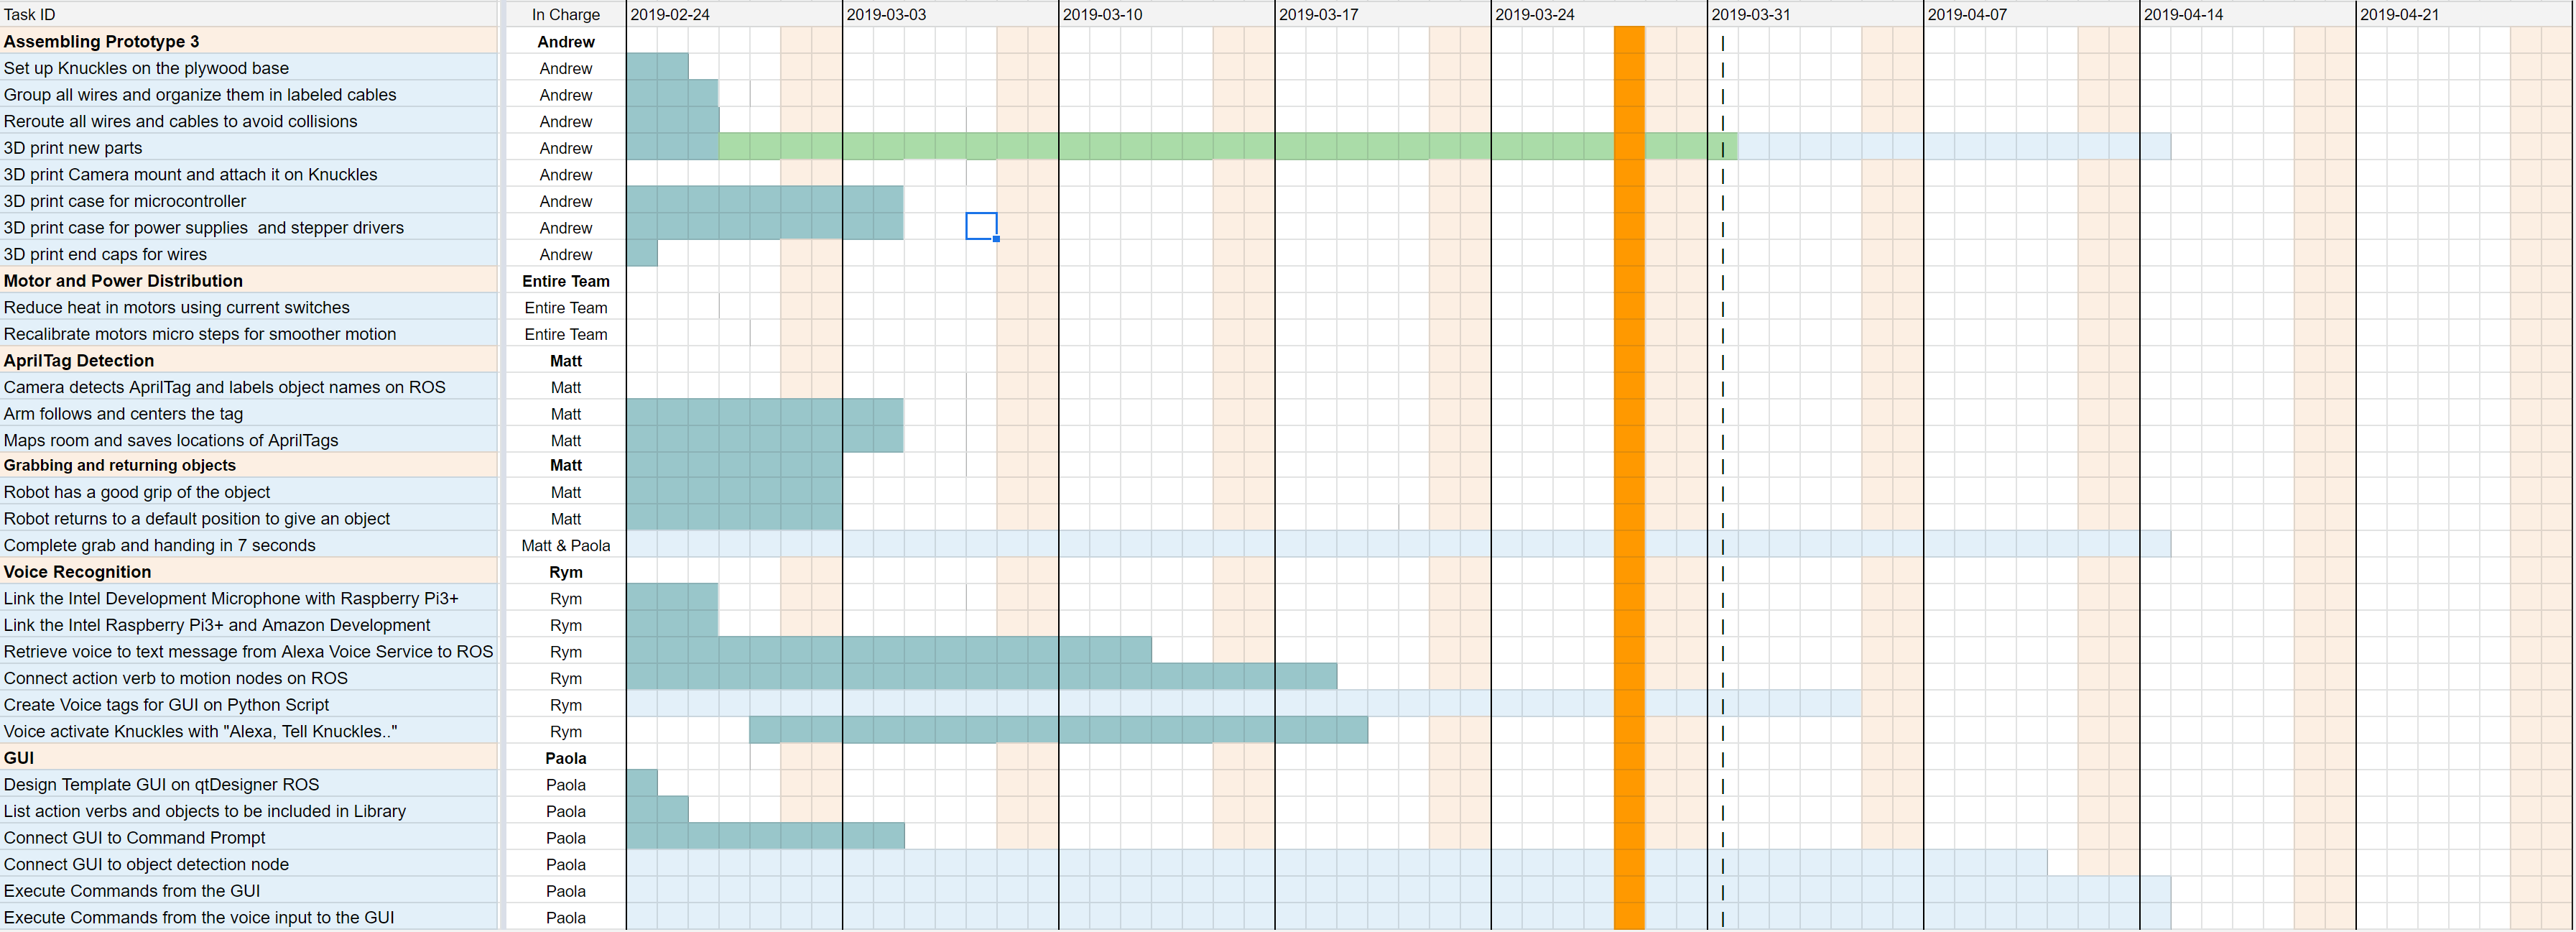 Task ID In Charge 2019-02-24 2019-03-03 2019-03-10 2019-03-17 2019-03-24 2019-03-31 2019-04-07 2019-04-14 2019-04-21
Assembling Prototype 3 Andrew
Set up Knuckles on the plywood base Andrew
Group all wires and organize them in labeled cables Andrew
Reroute all wires and cables to avoid collisions Andrew
3D print new parts Andrew
3D print Camera mount and attach it on Knuckles Andrew
3D print case for microcontroller Andrew
3D print case for power supplies  and stepper drivers Andrew
3D print end caps for wires Andrew
Motor and Power Distribution Entire Team
Reduce heat in motors using current switches Entire Team
Recalibrate motors micro steps for smoother motion Entire Team
AprilTag Detection Matt
Camera detects AprilTag and labels object names on ROS Matt
Arm follows and centers the tag Matt
Maps room and saves locations of AprilTags Matt
Grabbing and returning objects Matt
Robot has a good grip of the object Matt
Robot returns to a default position to give an object Matt
Complete grab and handing in 7 seconds Matt & Paola
Voice Recognition Rym
Link the Intel Development Microphone with Raspberry Pi3+ Rym
Link the Intel Raspberry Pi3+ and Amazon Development Rym
Retrieve voice to text message from Alexa Voice Service to ROS Rym
Connect action verb to motion nodes on ROS Rym
Create Voice tags for GUI on Python Script Rym
Voice activate Knuckles with "Alexa, Tell Knuckles.." Rym
GUI Paola
Design Template GUI on qtDesigner ROS Paola
List action verbs and objects to be included in Library Paola
Connect GUI to Command Prompt Paola
Connect GUI to object detection node Paola
Execute Commands from the GUI Paola
Execute Commands from the voice input to the GUI Paola